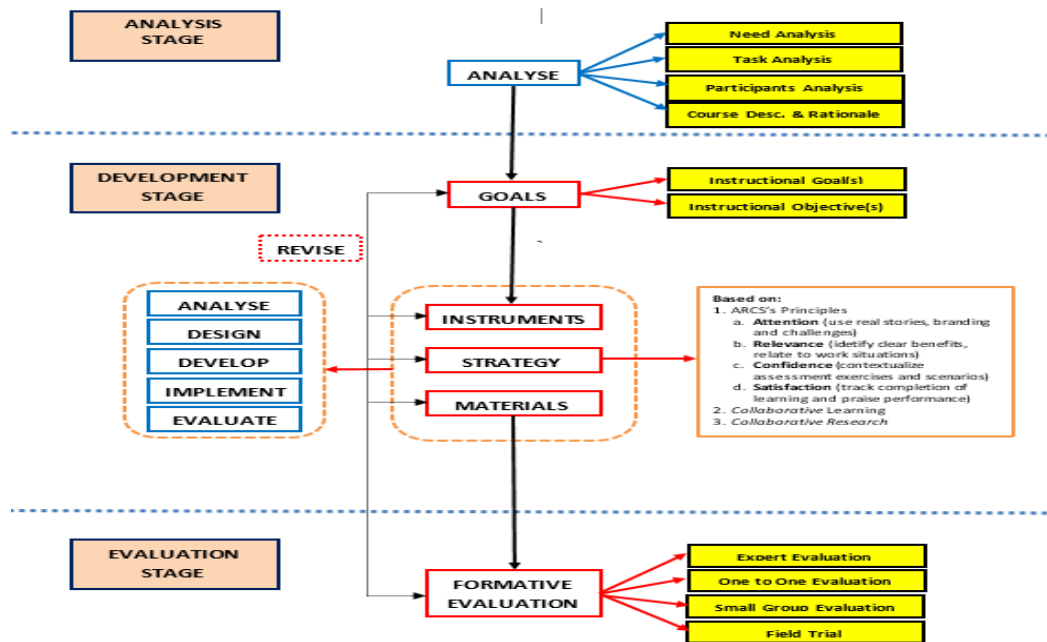 ANALYSIS
STAGE
ANALYSE
Need Analysis
Task Analysis
Participants Analysis
Course Desc. & Rationale
DEVELOPMENT
STAGE
GOALS
Instructional Goal(s)
Instructional Objective(s)
REVISE
ANALYSE
DESIGN
DEVELOP
IMPLEMENT
EVALUATE
INSTRUMENTS
STRATEGY
MATERIALS
Based on:
1. ARCS's Principles
a. Attention (use real stories, branding
and challenges)
b. Relevance (idetify clear benefits,
relate to work situations)
c. Confidence (contextualize
assessment exercises and scenarios)
d. Satisfaction (track completion of
learning and praise performance)
2. Collaborative Learning
3. Collaborative Research
EVALUATION
STAGE
FORMATIVE
EVALUATION
Expert Evaluation
One to One Evaluation
Small Group Evaluation
Field Trial